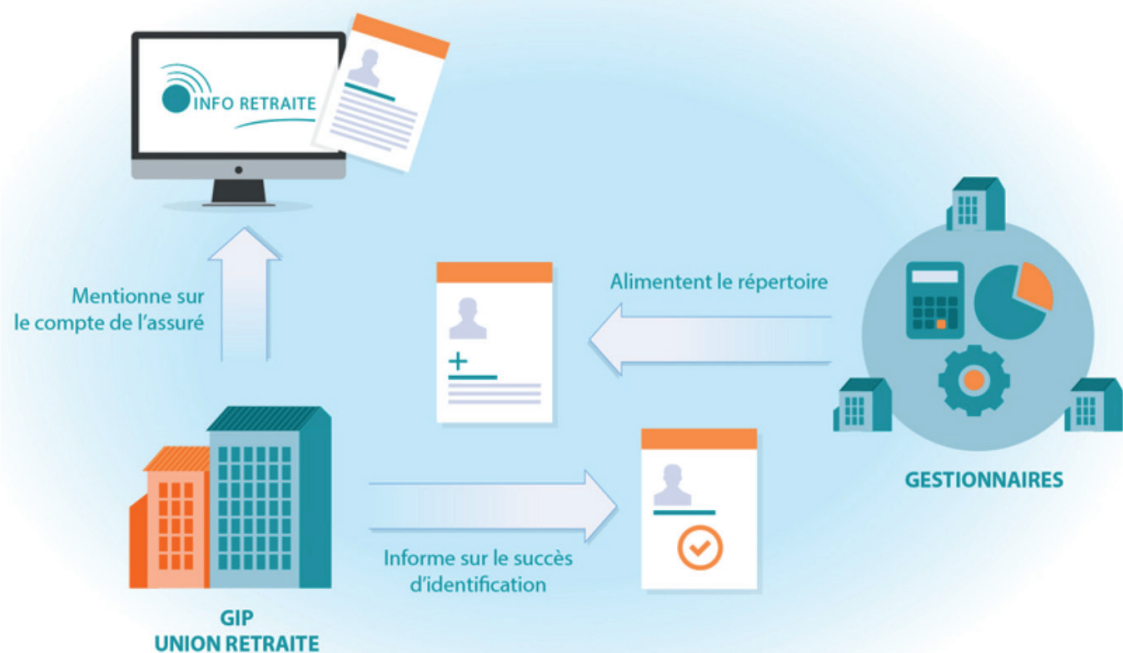 INFO RETRAITE
Mentionne sur
le compte de l’assuré
Alimentent le répertoire
GESTIONNAIRES
Informe sur le succès
d’identification
GIP
UNION RETRAITE